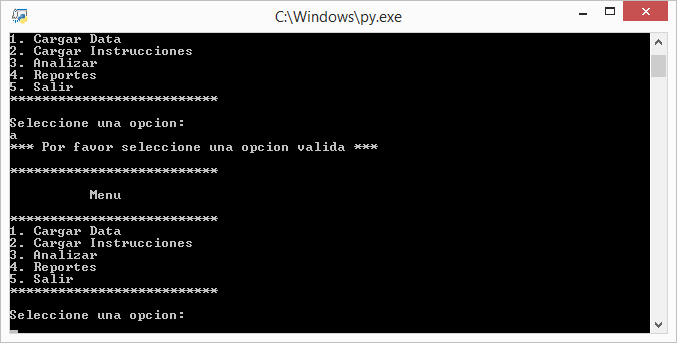 C:\Windows\py.exe
1. Cargar Data
2. Cargar Instrucciones
3. Analizar
4. Reportes
5. Salir
**************************
Seleccione una opcion:
a
*** Por favor seleccione una opcion valida ***
**************************
Menu
**************************
1. Cargar Data
2. Cargar Instrucciones
3. Analizar
4. Reportes
5. Salir
**************************
Seleccione una opcion: